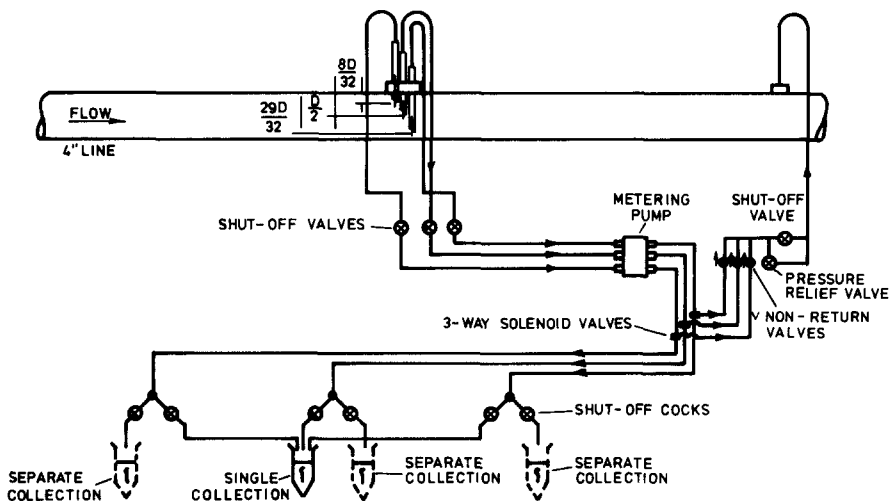 8D
32
D
2
29D
32
FLOW
4" LINE
SHUT-OFF VALVES
METERING
PUMP
SHUT-OFF
VALVE
PRESSURE
RELIEF VALVE
NON-RETURN
VALVES
3-WAY SOLENOID VALVES
SHUT-OFF COCKS
SEPARATE
COLLECTION
SINGLE
COLLECTION
SEPARATE
COLLECTION
SEPARATE
COLLECTION